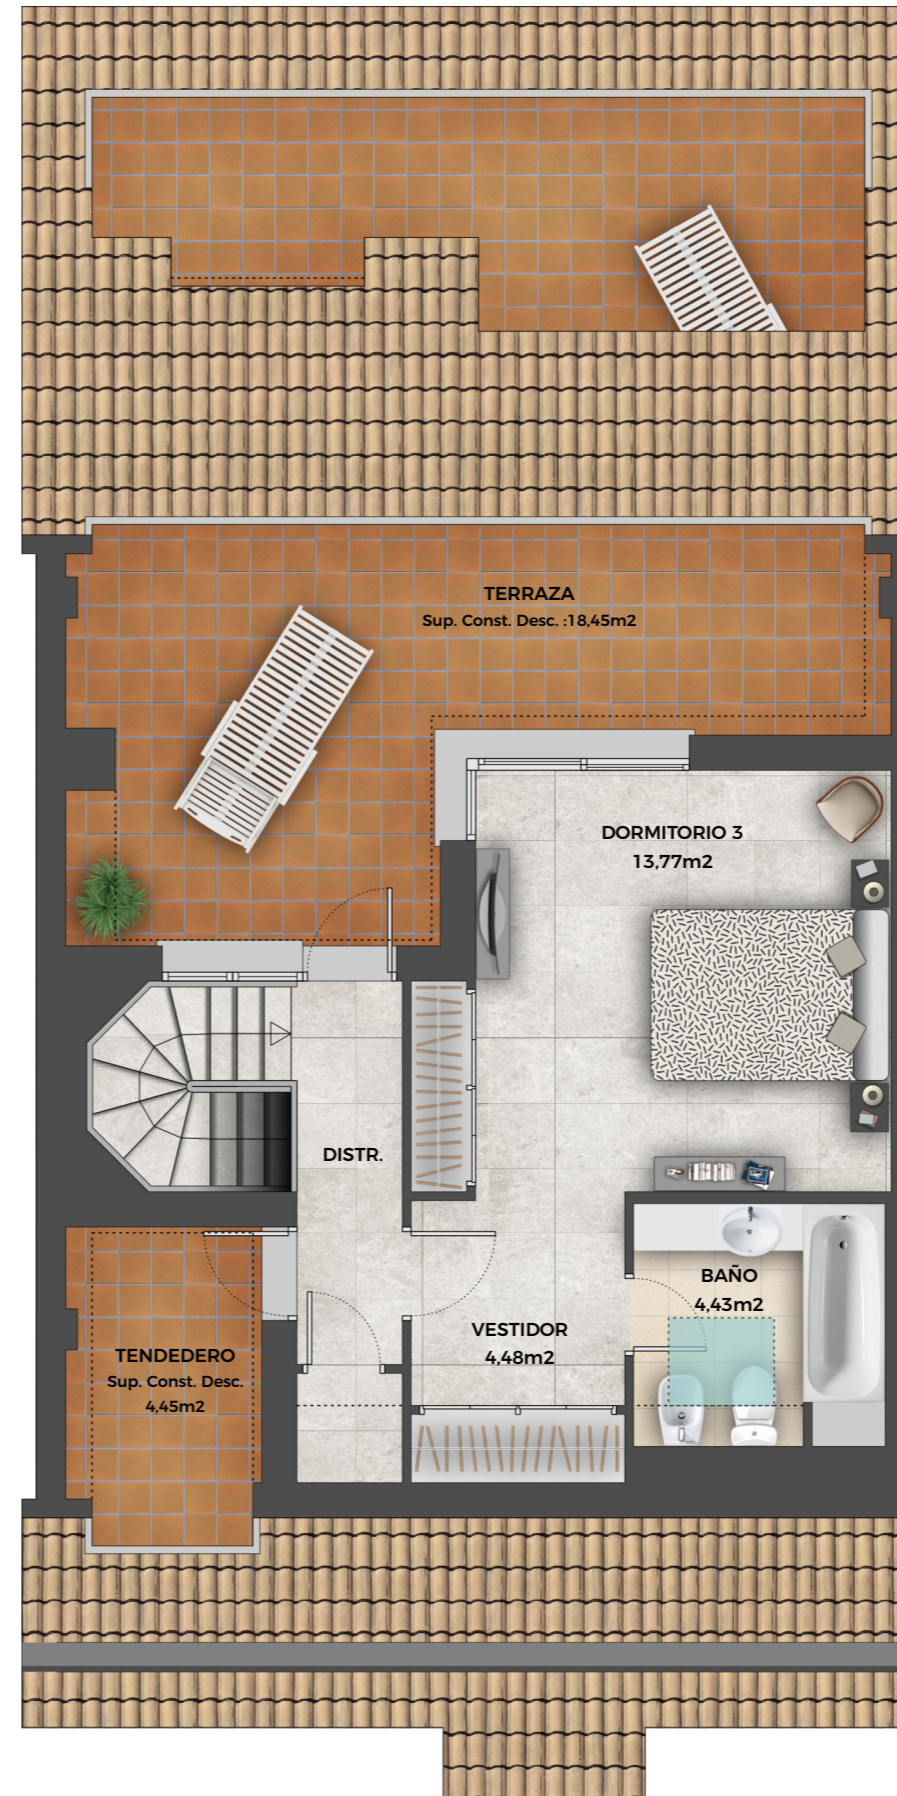 TERRAZA
Sup. Const. Desc. :18,45m2
DORMITORIO 3
13,77m2
DISTR.
BAÑO
4,43m2
VESTIDOR
4,48m2
TENDEDERO
Sup. Const. Desc.
4,45m2